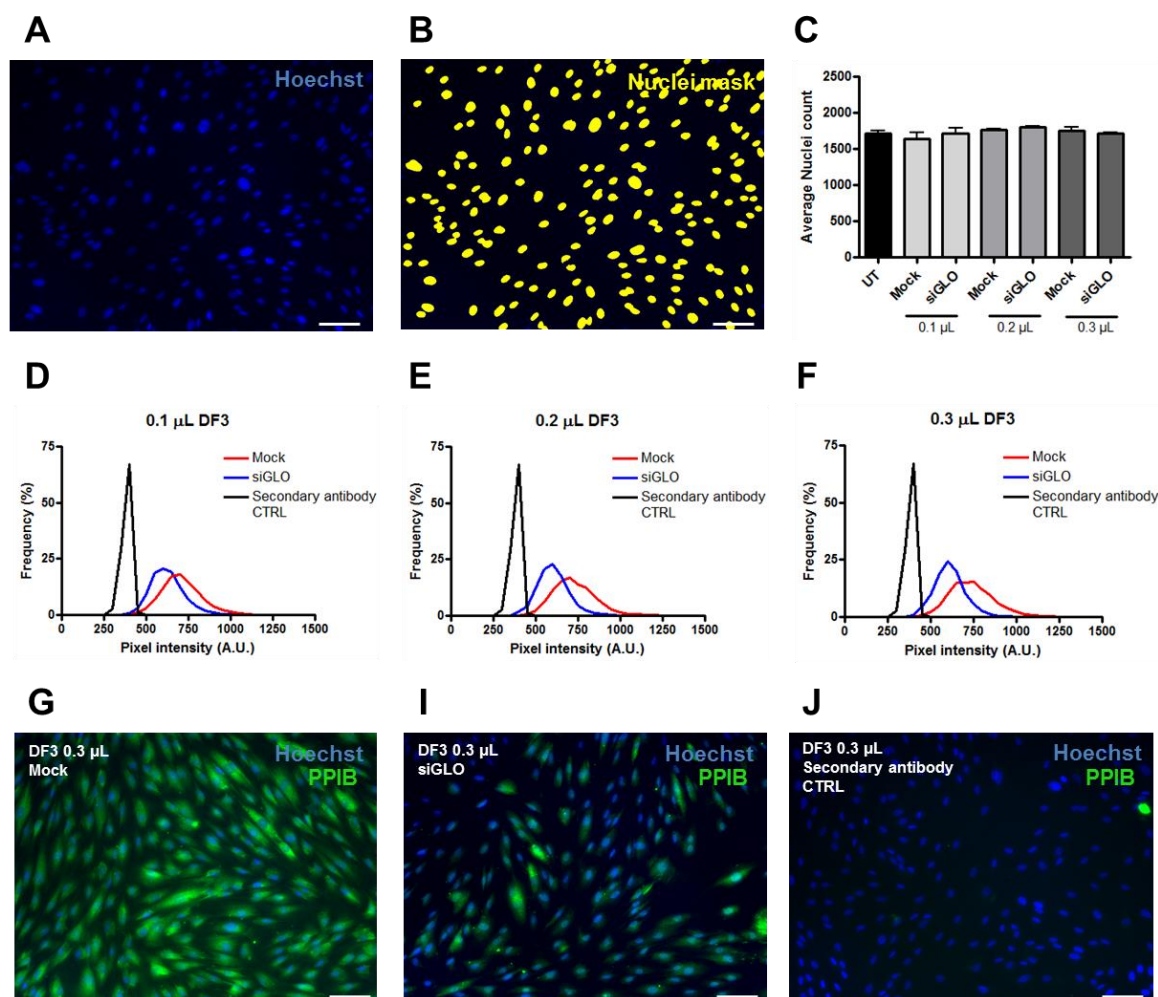 A
B
C
Hoechst
Nuclei mask
Average Nuclei count
2500
2000
1500
1000
500
0
UT
Mock
siGLO
Mock
siGLO
Mock
siGLO
0.1 µL
0.2 µL
0.3 µL
D
E
F
0.1 µL DF3
Frequency (%)
75
50
25
0
Mock
siGLO
Secondary antibody
CTRL
0
250
500
750
1000
1250
1500
Pixel intensity (A.U.)
0.2 µL DF3
Frequency (%)
75
50
25
0
Mock
siGLO
Secondary antibody
CTRL
0
250
500
750
1000
1250
1500
Pixel intensity (A.U.)
0.3 µL DF3
Frequency (%)
75
50
25
0
Mock
siGLO
Secondary antibody
CTRL
0
250
500
750
1000
1250
1500
Pixel intensity (A.U.)
G
I
J
DF3 0.3 µL
Mock
Hoechst
PPIB
DF3 0.3 µL
siGLO
Hoechst
PPIB
DF3 0.3 µL
Secondary antibody
CTRL
Hoechst
PPIB